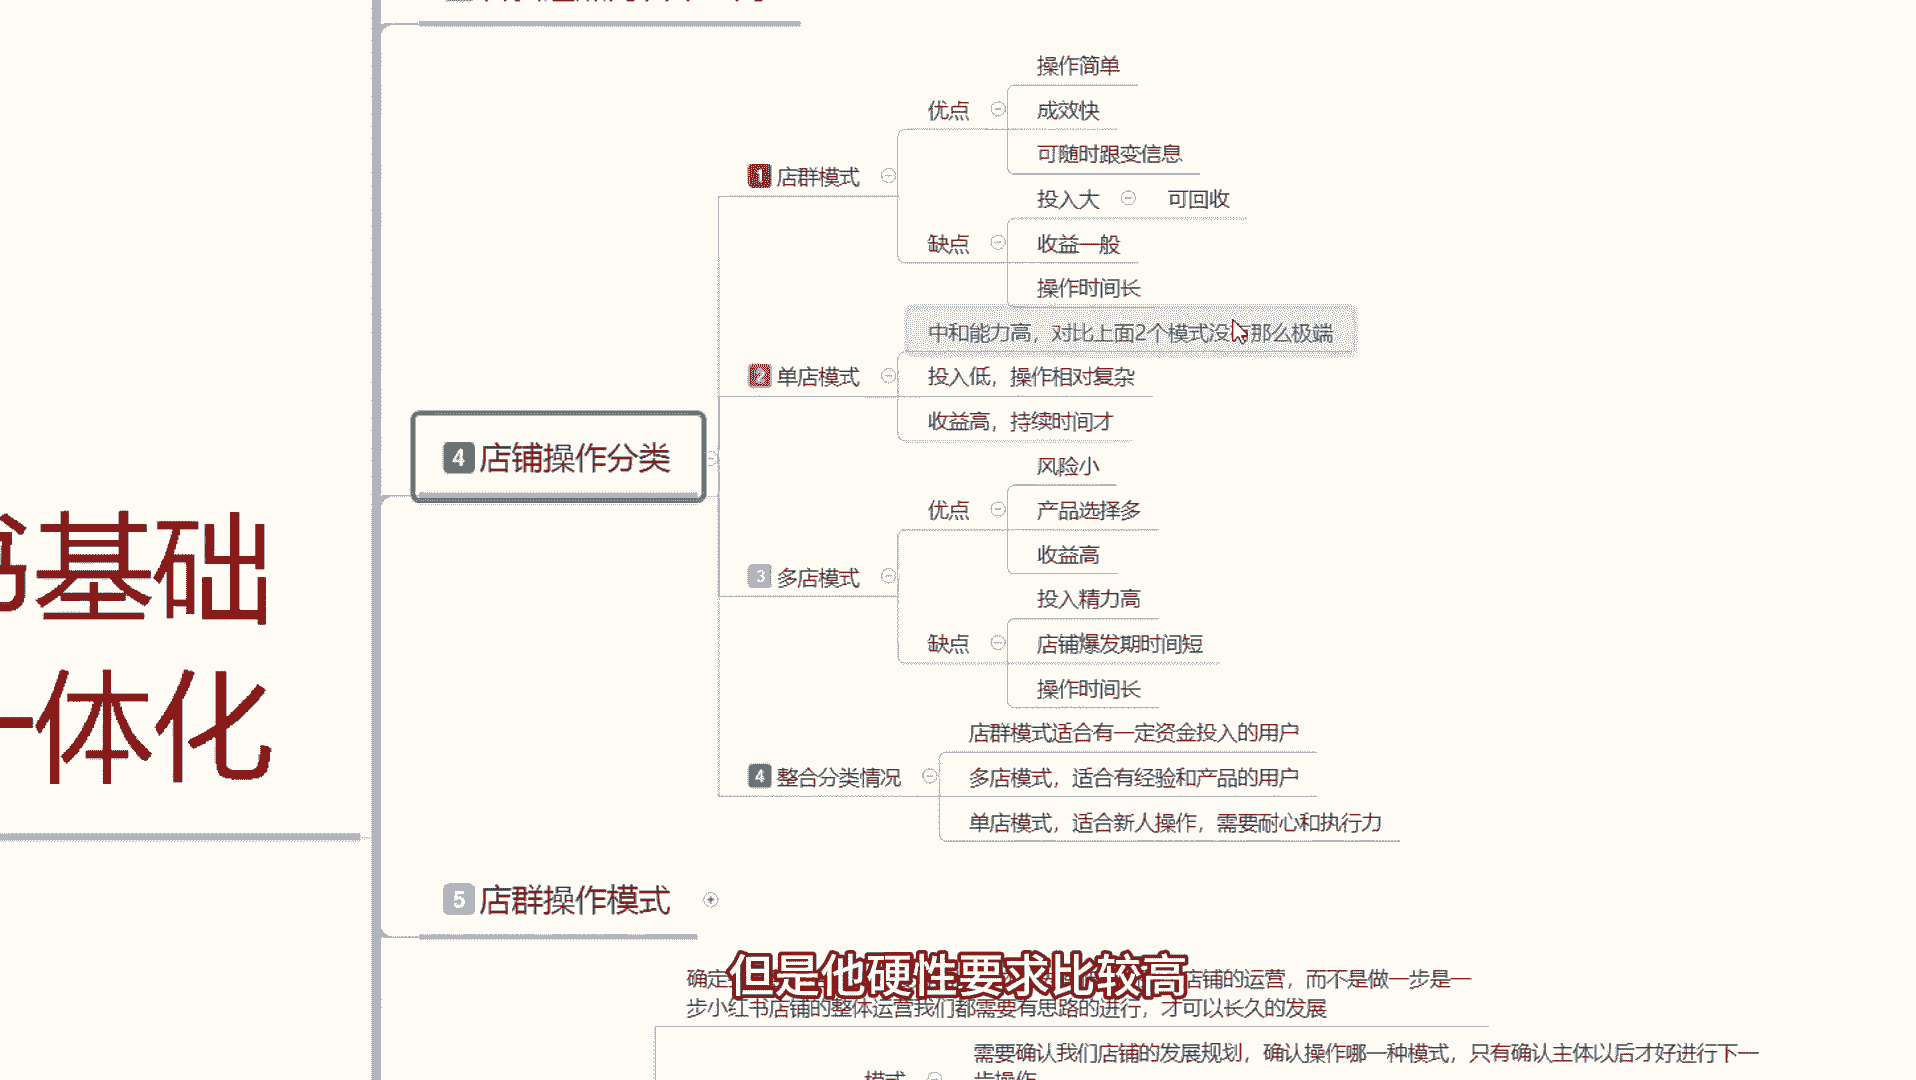 操作简单
优点
成效快
可随时跟变信息
1 店群模式
投入大
可回收
缺点
收益一般
操作时间长
中和能力高，对比上面2个模式没 那么极端
2 单店模式
投入低，操作相对复杂
收益高，持续时间才
4 店铺操作分类
风险小
优点
产品选择多
收益高
3 多店模式
投入精力高
缺点
店铺爆发期时间短
操作时间长
店群模式适合有一定资金投入的用户
4 整合分类情况
多店模式，适合有经验和产品的用户
单店模式，适合新人操作，需要耐心和执行力
书基础
一体化
5 店群操作模式
但是他硬性要求比较高
确定 店铺的运营，而不是做一步是一
步小红书店铺的整体运营我们都需要有思路的进行，才可以长久的发展
需要确认我们店铺的发展规划，确认操作哪一种模式，只有确认主体以后才好进行下一
模式
步操作